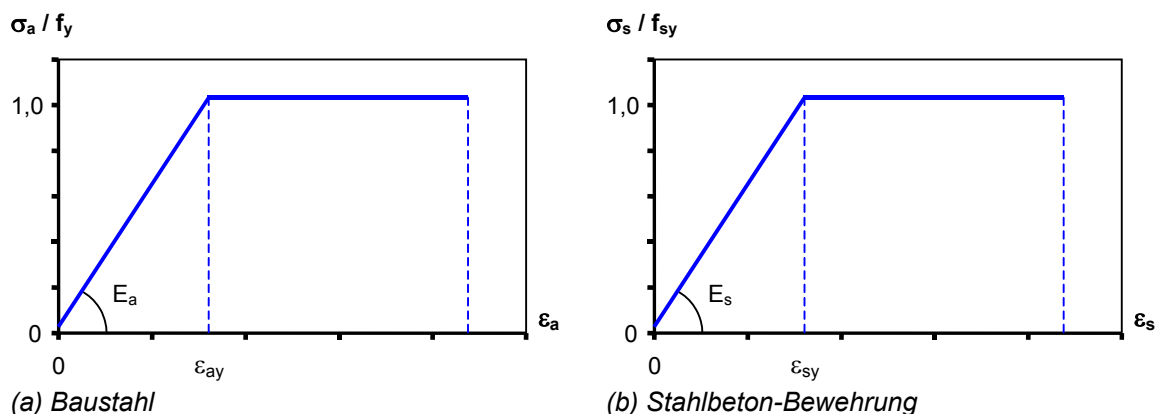 σa / fy
1,0
Ea
0
εa
0
εay
(a) Baustahl
σs / fsy
1,0
Es
0
εs
0
εsy
(b) Stahlbeton-Bewehrung